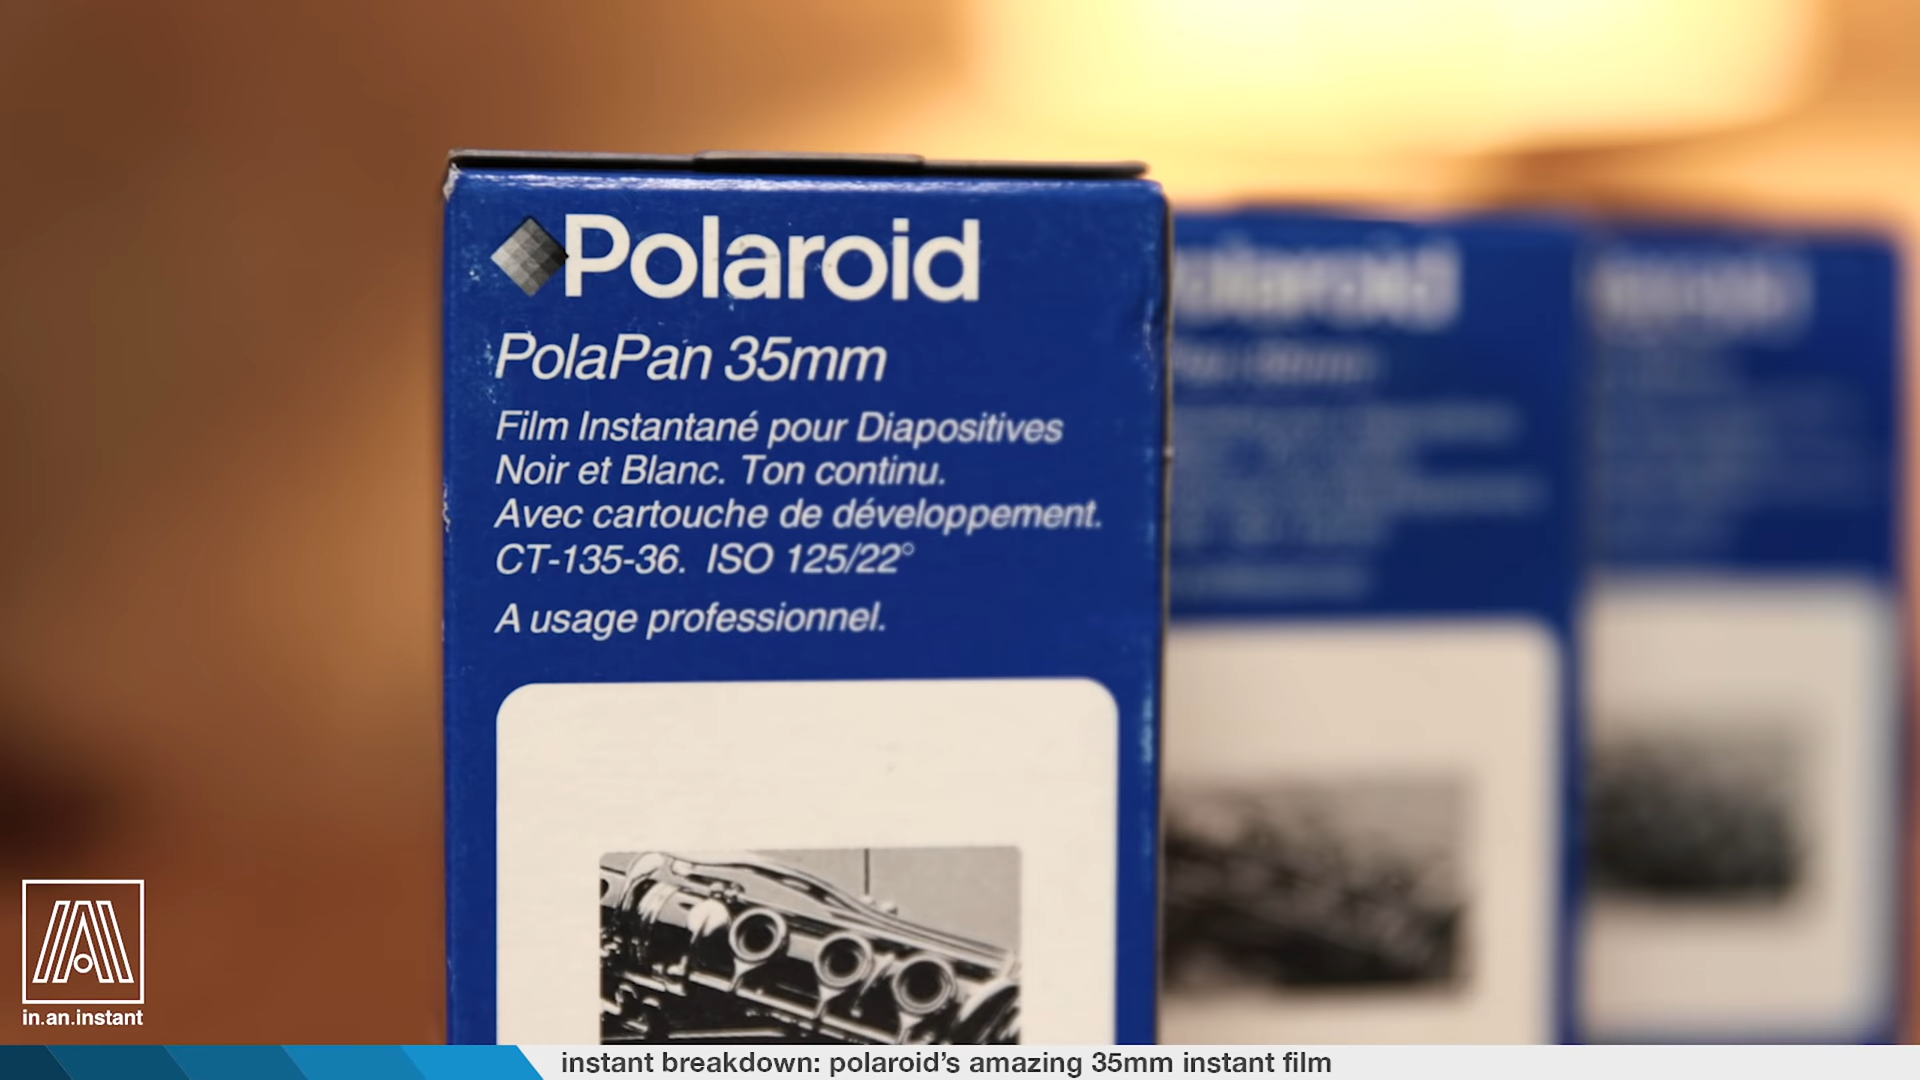 Polaroid
PolaPan 35mm
Film Instantané pour Diapositives
Noir et Blanc. Ton continu.
Avec cartouche de développement.
CT-135-36. ISO 125/22°
A usage professionnel.
in.an.instant
instant breakdown: polaroid's amazing 35mm instant film